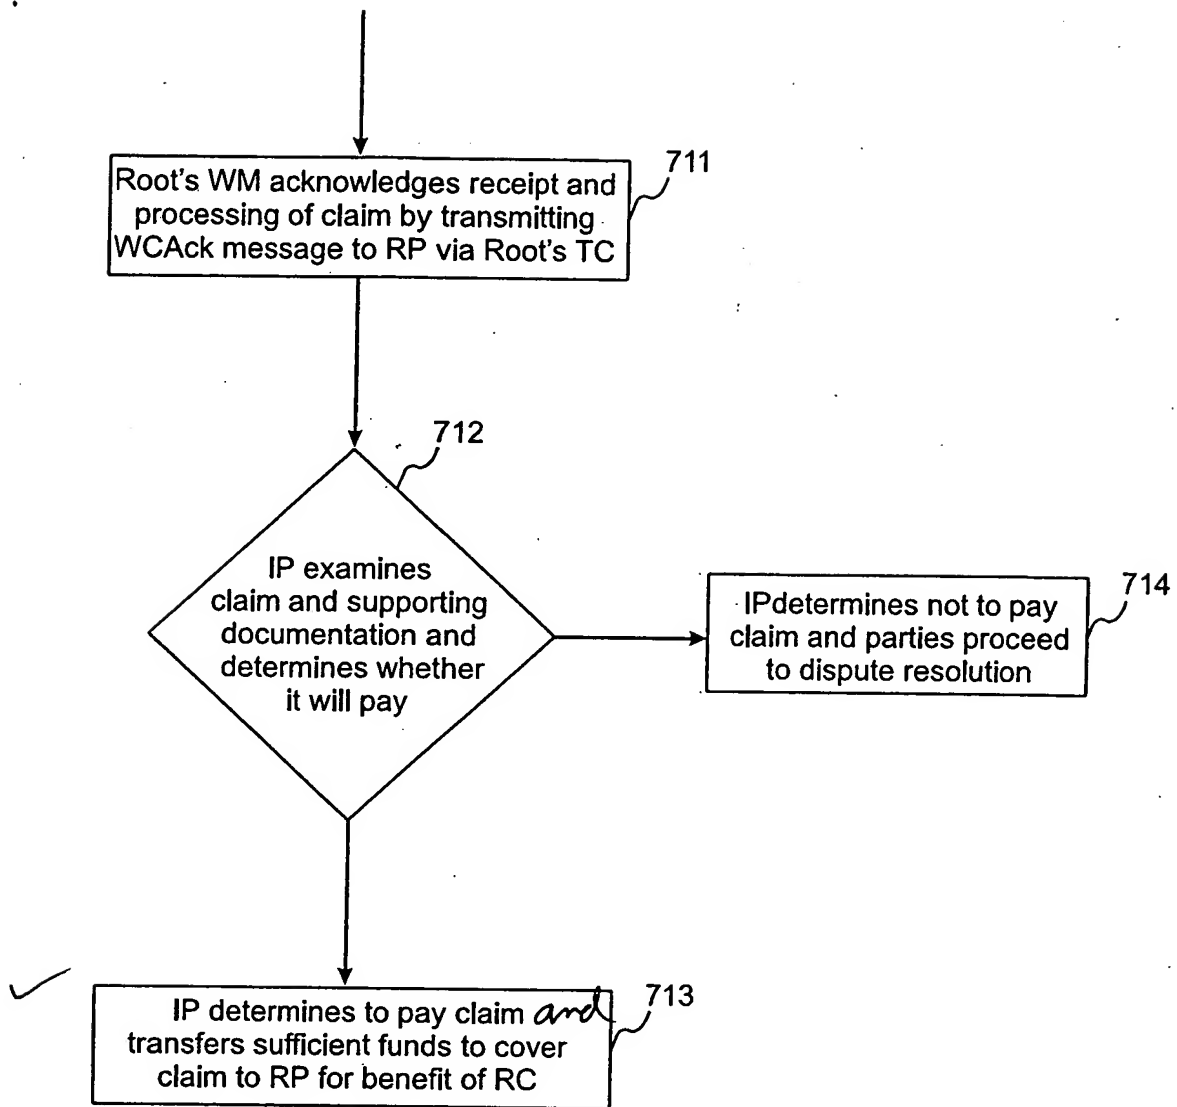 711
Root's WM acknowledges receipt and
processing of claim by transmitting
WCAck message to RP via Root's TC
712
IP examines
claim and supporting
documentation and
determines whether
it will pay
714
IPdetermines not to pay
claim and parties proceed
to dispute resolution
713
IP determines to pay claim and
transfers sufficient funds to cover
claim to RP for benefit of RC